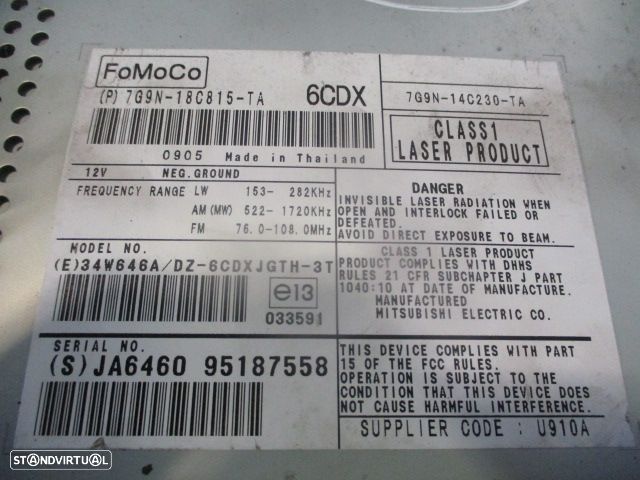 FoMoCo
(P) 7G9N-18C815-TA 6CDX
0905 Made in Thailand
7G9N-14C230-TA
CLASS1
LASER PRODUCT
12V NEG.GROUND
FREQUENCY RANGE LW 153- 282KHz
AM (MW) 522-1720KHz
FM 76.0-108.0MHz
DANGER
INVISIBLE LASER RADIATION WHEN
OPEN AND INTERLOCK FAILED OR
DEFEATED.
AVOID DIRECT EXPOSURE TO BEAM.
MODEL NO.
(E)34W646A/DZ-6CDXJGTH-3T
e13
033591
CLASS 1 LASER PRODUCT
PRODUCT COMPLIES WITH DHHS
RULES 21 CFR SUBCHAPTER J PART
1040:10 AT DATE OF MANUFACTURE.
MANUFACTURED
MITSUBISHI ELECTRIC CO.
SERIAL NO.
(S)JA6460 95187558
THIS DEVICE COMPLIES WITH PART
15 OF THE FCC RULES.
OPERATION IS SUBJECT TO THE
CONDITION THAT THIS DEVICE DOES
NOT CAUSE HARMFUL INTERFERENCE.
SUPPLIER CODE : U910A
STANDVIRTUAL